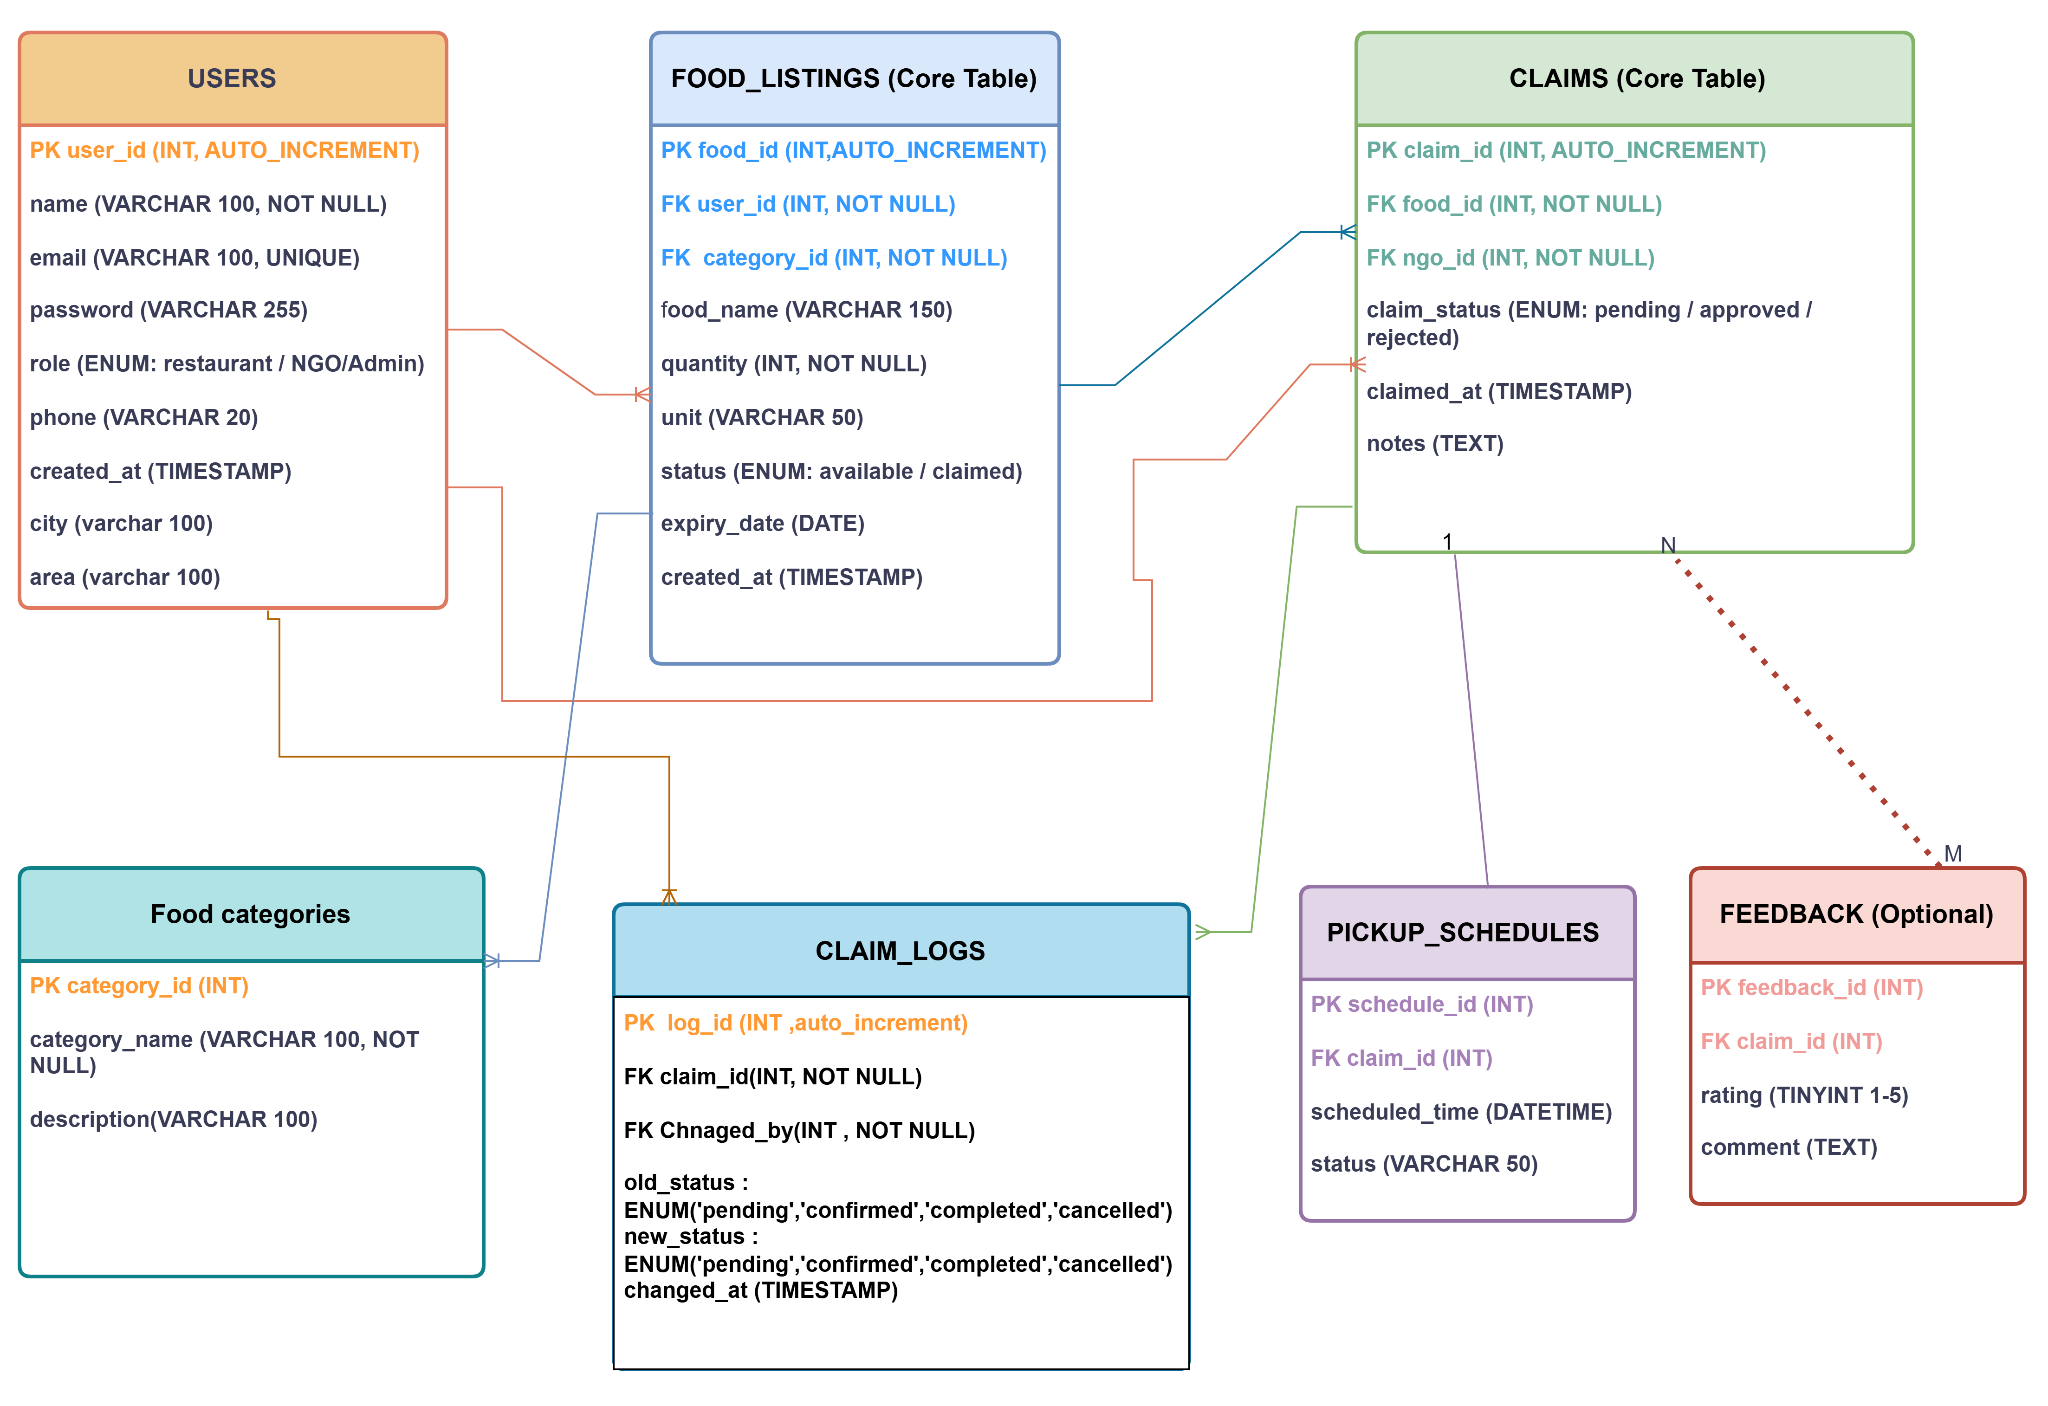 USERS
PK user_id (INT, AUTO_INCREMENT)
name (VARCHAR 100, NOT NULL)
email (VARCHAR 100, UNIQUE)
password (VARCHAR 255)
role (ENUM: restaurant / NGO/Admin)
phone (VARCHAR 20)
created_at (TIMESTAMP)
city (varchar 100)
area (varchar 100)
FOOD_LISTINGS (Core Table)
PK food_id (INT,AUTO_INCREMENT)
FK user_id (INT, NOT NULL)
FK  category_id (INT, NOT NULL)
food_name (VARCHAR 150)
quantity (INT, NOT NULL)
unit (VARCHAR 50)
status (ENUM: available / claimed)
expiry_date (DATE)
created_at (TIMESTAMP)
CLAIMS (Core Table)
PK claim_id (INT, AUTO_INCREMENT)
FK food_id (INT, NOT NULL)
FK ngo_id (INT, NOT NULL)
claim_status (ENUM: pending / approved /
rejected)
claimed_at (TIMESTAMP)
notes (TEXT)
1
N
M
Food categories
PK category_id (INT)
category_name (VARCHAR 100, NOT
NULL)
description(VARCHAR 100)
CLAIM_LOGS
PK  log_id (INT ,auto_increment)
FK claim_id(INT, NOT NULL)
FK Chnaged_by(INT , NOT NULL)
old_status :
ENUM('pending','confirmed','completed','cancelled')
new_status :
ENUM('pending','confirmed','completed','cancelled')
changed_at (TIMESTAMP)
PICKUP_SCHEDULES
PK schedule_id (INT)
FK claim_id (INT)
scheduled_time (DATETIME)
status (VARCHAR 50)
FEEDBACK (Optional)
PK feedback_id (INT)
FK claim_id (INT)
rating (TINYINT 1-5)
comment (TEXT)